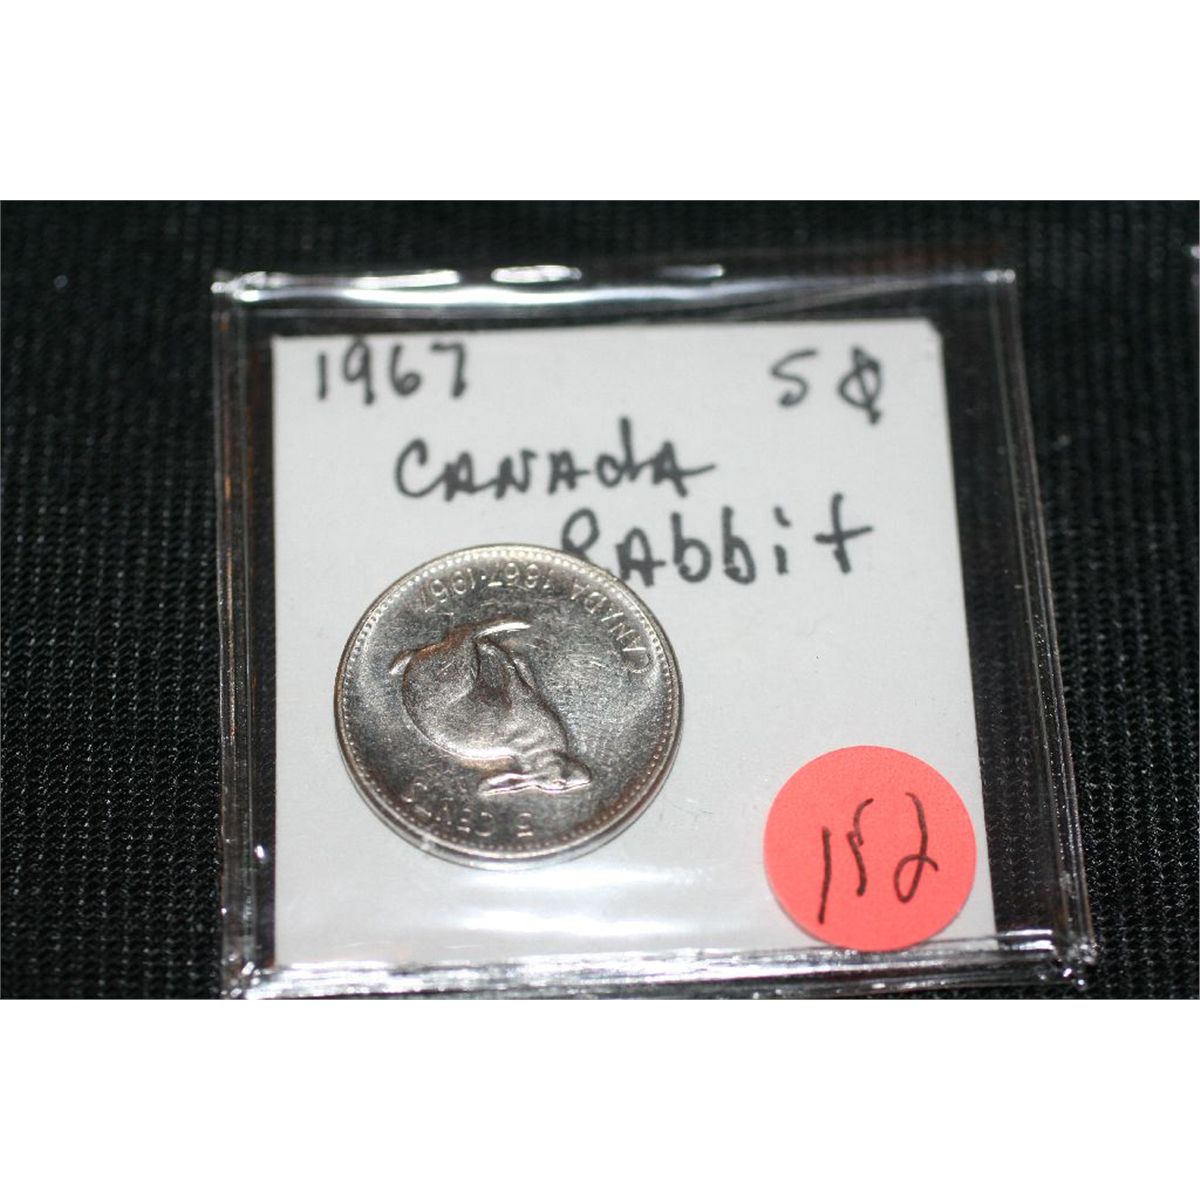 1967 5¢
CANAdA
RAbbit
CANADA 1867-1967
5 CENTS
152